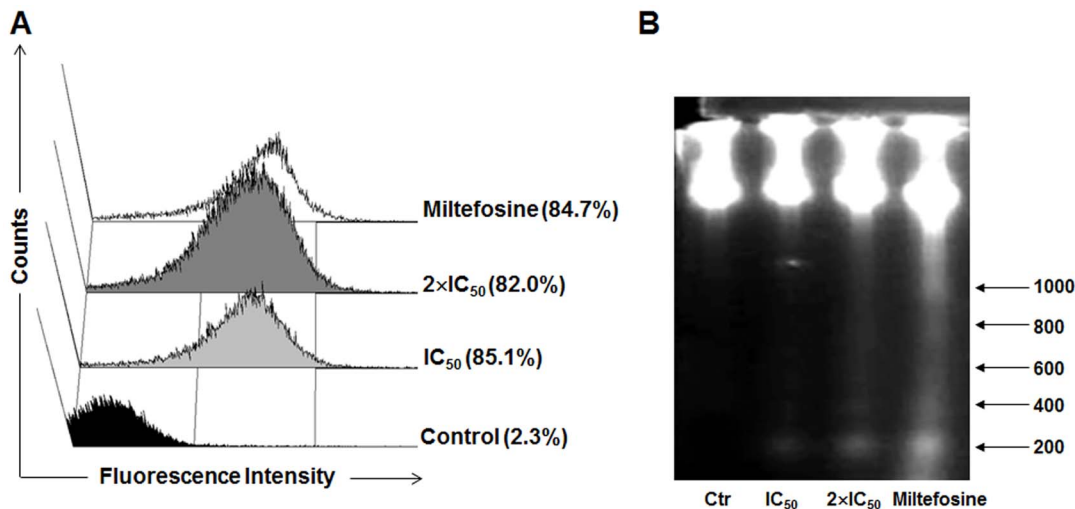 A
Counts
Miltefosine (84.7%)
2×IC₅₀ (82.0%)
IC₅₀ (85.1%)
Control (2.3%)
Fluorescence Intensity
B
1000
800
600
400
200
Ctr IC₅₀ 2×IC₅₀ Miltefosine